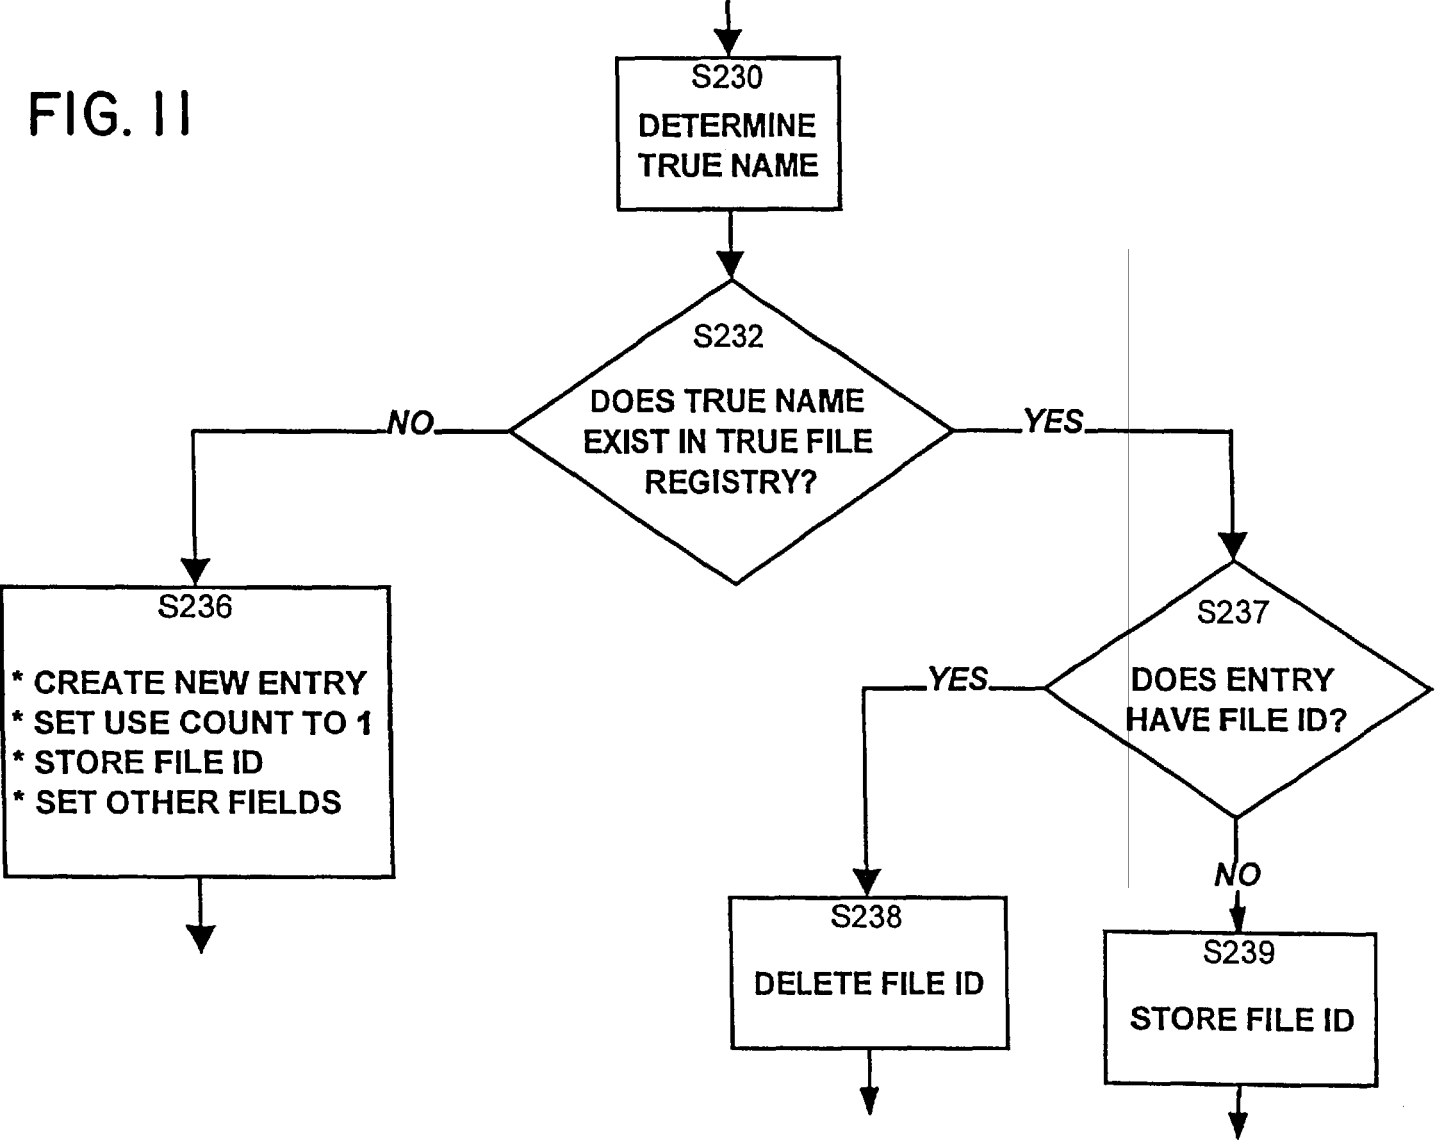 FIG. 11
S230
DETERMINE
TRUE NAME
S232
DOES TRUE NAME
EXIST IN TRUE FILE
REGISTRY?
NO
YES
S236
* CREATE NEW ENTRY
* SET USE COUNT TO 1
* STORE FILE ID
* SET OTHER FIELDS
S237
DOES ENTRY
HAVE FILE ID?
YES
NO
S238
DELETE FILE ID
S239
STORE FILE ID